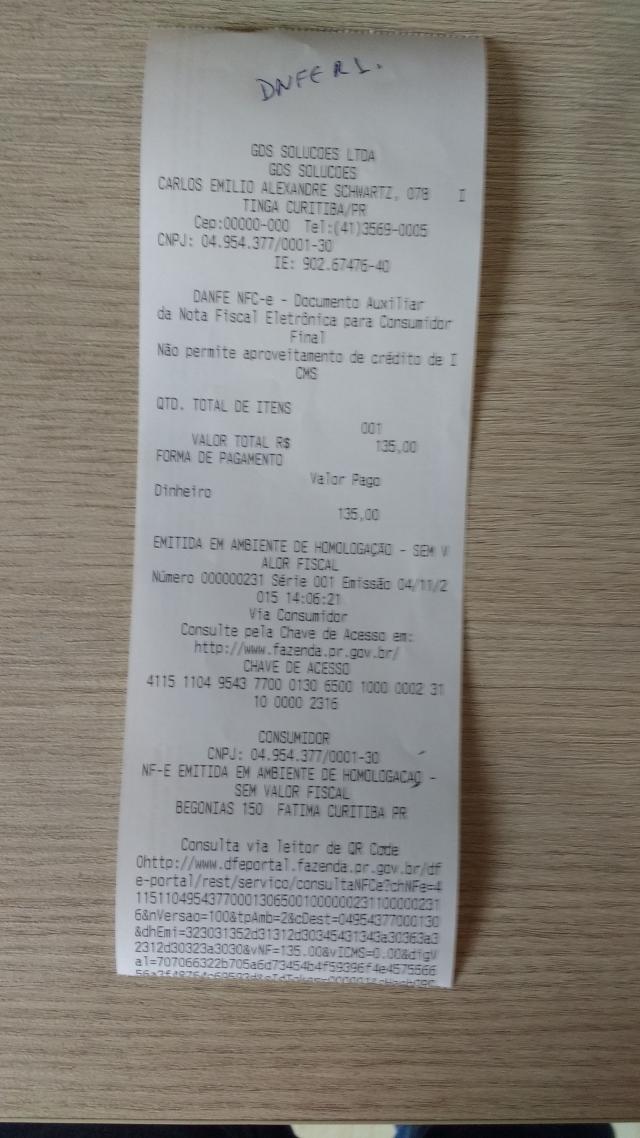 DNFE R1.
GDS SOLUCOES LTDA
GDS SOLUCOES
CARLOS EMILIO ALEXANDRE SCHWARTZ, 078 I
TINGA CURITIBA/PR
Cep:00000-000 Tel:(41)3569-0005
CNPJ: 04.954.377/0001-30
IE: 902.67476-40
DANFE NFC-e - Documento Auxiliar
da Nota Fiscal Eletrônica para Consumidor
Final
Não permite aproveitamento de crédito de I
CMS
QTD. TOTAL DE ITENS
001
VALOR TOTAL R$ 135,00
FORMA DE PAGAMENTO
Valor Pago
Dinheiro
135,00
EMITIDA EM AMBIENTE DE HOMOLOGAÇÃO - SEM V
ALOR FISCAL
Número 000000231 Série 001 Emissão 04/11/2
015 14:06:21
Via Consumidor
Consulte pela Chave de Acesso em:
http://www.fazenda.pr.gov.br/
CHAVE DE ACESSO
4115 1104 9543 7700 0130 6500 1000 0002 31
10 0000 2316
CONSUMIDOR
CNPJ: 04.954.377/0001-30
NF-E EMITIDA EM AMBIENTE DE HOMOLOGACAO -
SEM VALOR FISCAL
BEGONIAS 150 FATIMA CURITIBA PR
Consulta via leitor de QR Code
0http://www.dfeportal.fazenda.pr.gov.br/df
e-portal/rest/servico/consultaNFCe?chNFe=4
115110495437700013065001000000231100000231
6&nVersao=100&tpAmb=2&cDest=04954377000130
&dhEmi=323031352d31312d30345431343a30363a3
2312d30323a3030&vNF=135.00&vICMS=0.00&digV
al=707066322b705a6d73454b4f59396f4e4575666